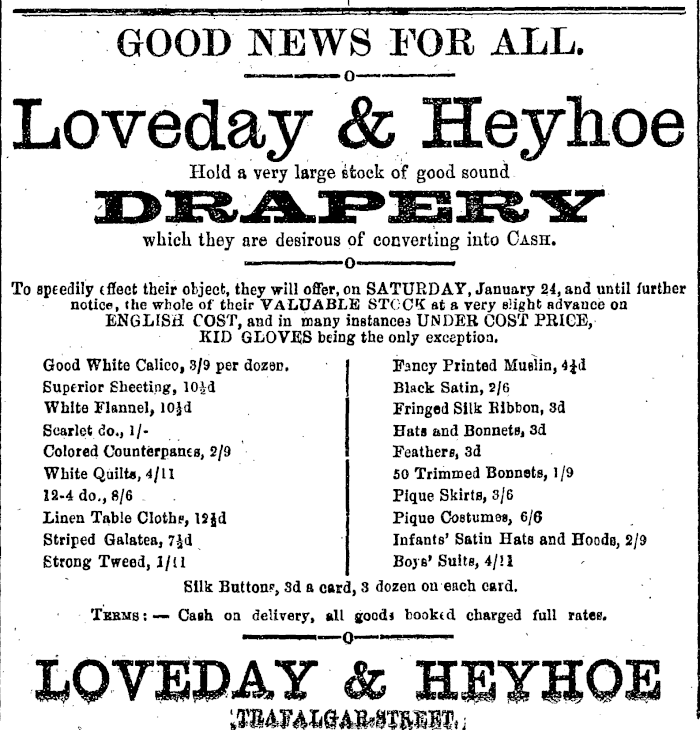 GOOD NEWS FOR ALL.
Loveday & Heyhoe
Hold a very large stock of good sound
DRAPERY
which they are desirous of converting into CASH.
To speedily effect their object, they will offer, on SATURDAY, January 24, and until further
notice, the whole of their VALUABLE STOCK at a very slight advance on
ENGLISH COST, and in many instances UNDER COST PRICE,
KID GLOVES being the only exception.
Good White Calico, 3/9 per dozen.
Superior Sheeting, 10½d
White Flannel, 10½d
Scarlet do., 1/-
Colored Counterpanes, 2/9
White Quilts, 4/11
12-4 do., 8/6
Linen Table Cloths, 12½d
Striped Galatea, 7½d
Strong Tweed, 1/11
Fancy Printed Muslin, 4½d
Black Satin, 2/6
Fringed Silk Ribbon, 3d
Hats and Bonnets, 3d
Feathers, 3d
50 Trimmed Bonnets, 1/9
Pique Skirts, 3/6
Pique Costumes, 6/6
Infants' Satin Hats and Hoods, 2/9
Boys' Suits, 4/11
Silk Buttons, 3d a card, 3 dozen on each card.
TERMS: — Cash on delivery, all goods booked charged full rates.
LOVEDAY & HEYHOE
TRAFALGAR-STREET.